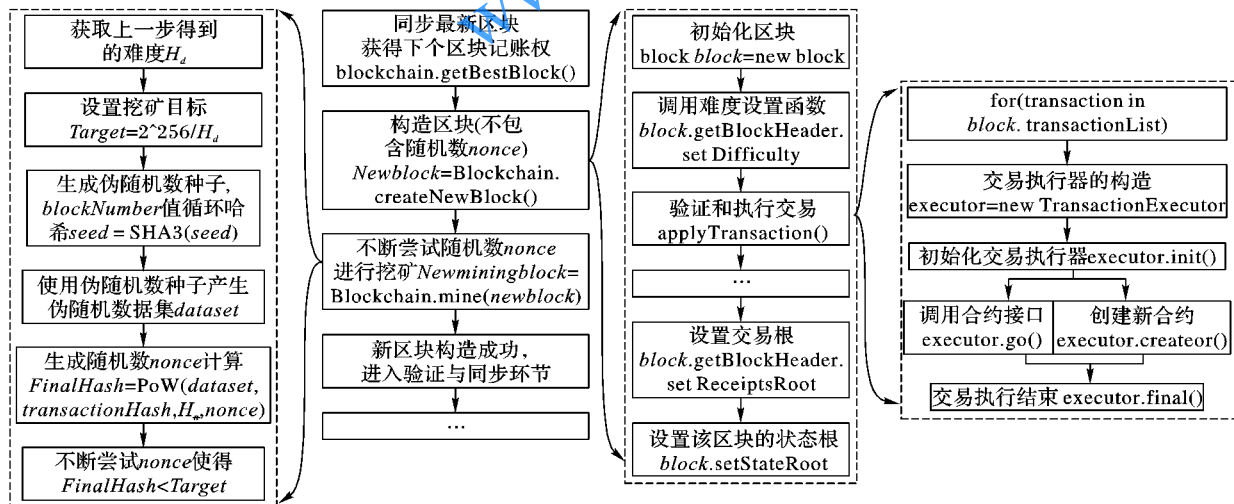 获取上一步得到
的难度H_d
设置挖矿目标
Target=2^256/H_d
生成伪随机数种子,
blockNumber值循环哈
希seed = SHA3(seed)
使用伪随机数种子产生
伪随机数据集dataset
生成随机数nonce计算
FinalHash=PoW(dataset,
transactionHash,H_n,nonce)
不断尝试nonce使得
FinalHash<Target
同步最新区块
获得下个区块记账权
blockchain.getBestBlock()
构造区块(不包
含随机数nonce)
Newblock=Blockchain.
createNewBlock()
不断尝试随机数nonce
进行挖矿Newminingblock=
Blockchain.mine(newblock)
新区块构造成功,
进入验证与同步环节
…
初始化区块
block block=new block
调用难度设置函数
block.getBlockHeader.
set Difficulty
验证和执行交易
applyTransaction()
…
设置交易根
block.getBlockHeader.
set ReceiptsRoot
设置该区块的状态根
block.setStateRoot
for(transaction in
block. transactionList)
交易执行器的构造
executor=new TransactionExecutor
初始化交易执行器executor.init()
调用合约接口
executor.go()
创建新合约
executor.createor()
交易执行结束 executor.final()